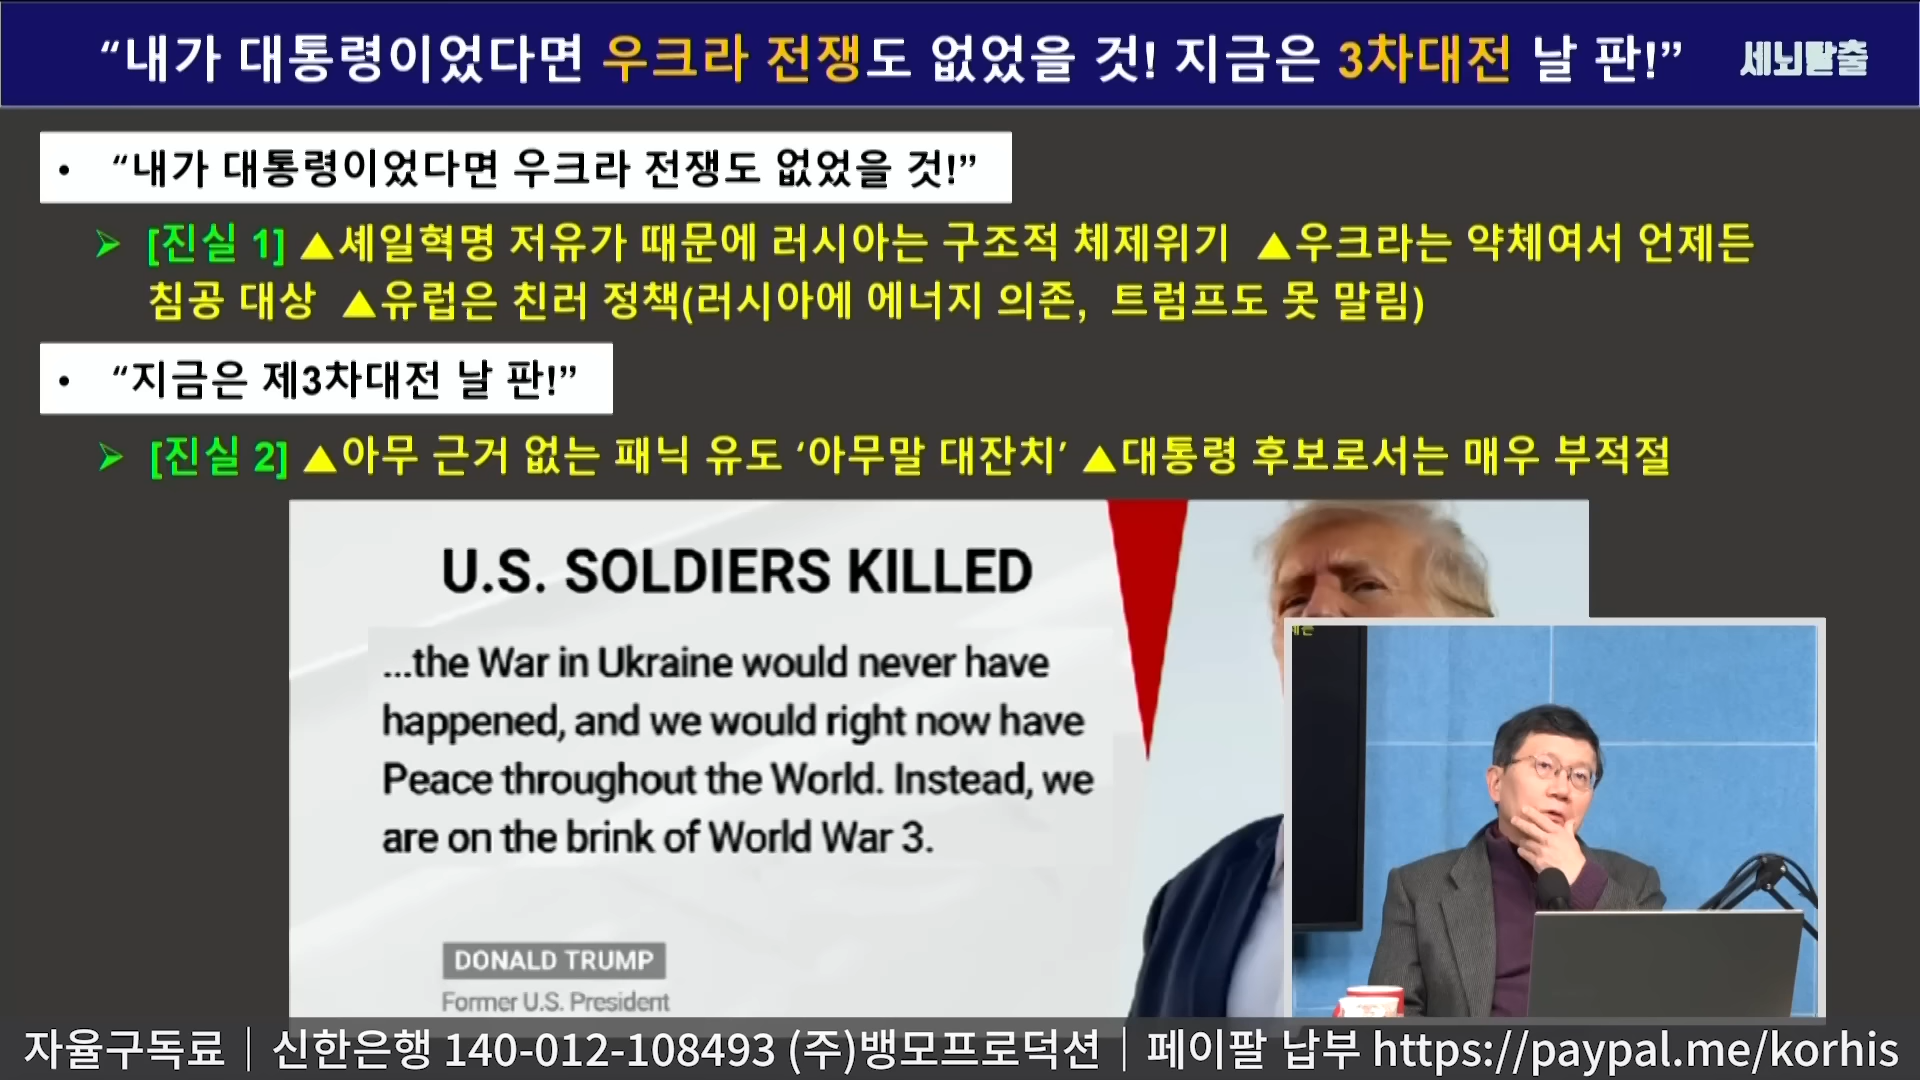 “내가 대통령이었다면 우크라 전쟁도 없었을 것! 지금은 3차대전 날 판!”
세뇌탈출
• “내가 대통령이었다면 우크라 전쟁도 없었을 것!”
➢ [진실 1] ▲셰일혁명 저유가 때문에 러시아는 구조적 체제위기 ▲우크라는 약체여서 언제든
침공 대상 ▲유럽은 친러 정책(러시아에 에너지 의존, 트럼프도 못 말림)
• “지금은 제3차대전 날 판!”
➢ [진실 2] ▲아무 근거 없는 패닉 유도 ‘아무말 대잔치’ ▲대통령 후보로서는 매우 부적절
U.S. SOLDIERS KILLED
...the War in Ukraine would never have
happened, and we would right now have
Peace throughout the World. Instead, we
are on the brink of World War 3.
DONALD TRUMP
Former U.S. President
자율구독료│신한은행 140-012-108493 (주)뱅모프로덕션│페이팔 납부 https://paypal.me/korhis